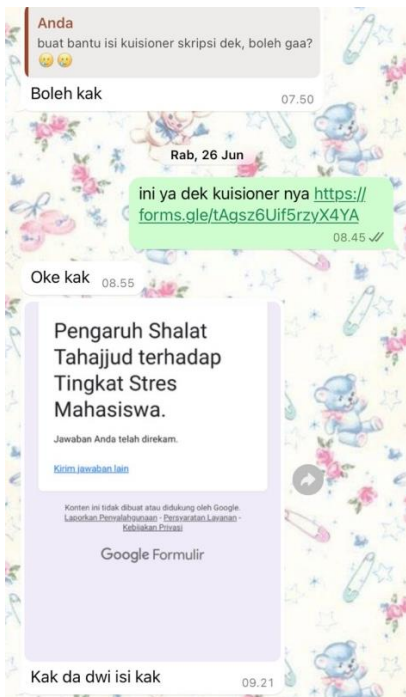 Anda
buat bantu isi kuisioner skripsi dek, boleh gaa?
🥲 🥲
Boleh kak
07.50
Rab, 26 Jun
ini ya dek kuisioner nya https://
forms.gle/tAgsz6Uif5rzyX4YA
08.45
Oke kak 08.55
Pengaruh Shalat
Tahajjud terhadap
Tingkat Stres
Mahasiswa.
Jawaban Anda telah direkam.
Kirim jawaban lain
Konten ini tidak dibuat atau didukung oleh Google.
Laporkan Penyalahgunaan - Persyaratan Layanan -
Kebijakan Privasi
Google Formulir
Kak da dwi isi kak
09.21